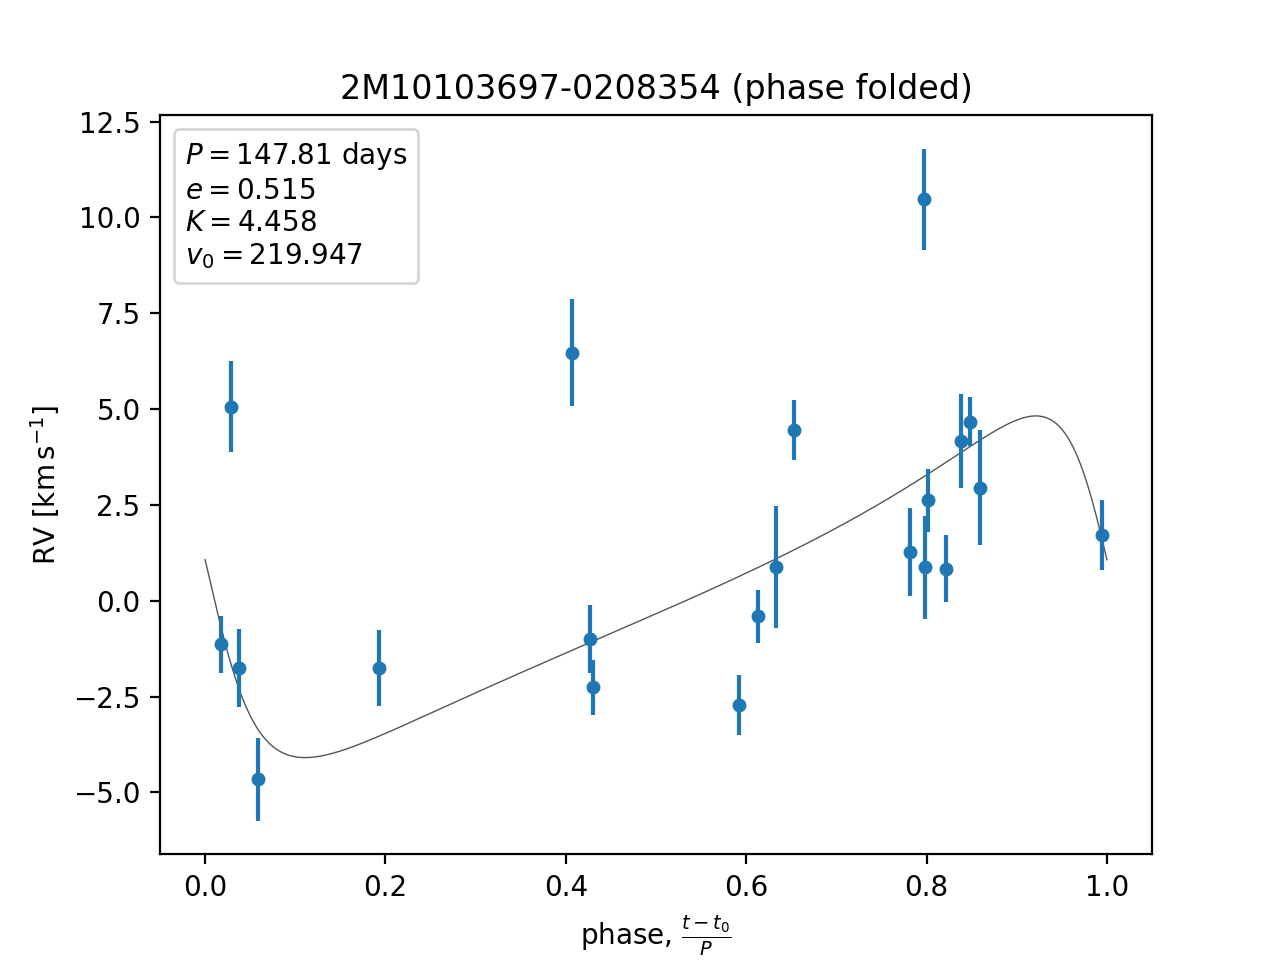 2M10103697-0208354 (phase folded)
P = 147.81 days
e = 0.515
K = 4.458
v₀ = 219.947
12.5
10.0
7.5
5.0
2.5
0.0
−2.5
−5.0
RV [km s⁻¹]
0.0 0.2 0.4 0.6 0.8 1.0
phase, (t − t₀)/P